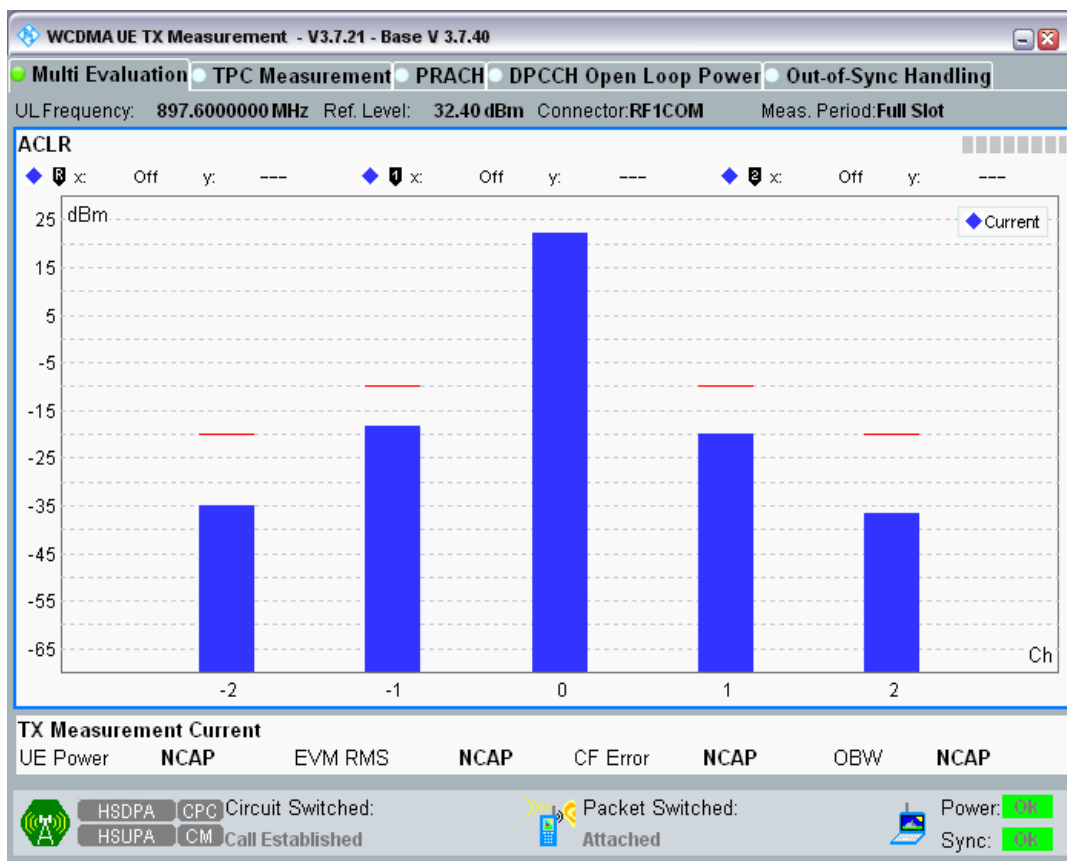 WCDMA UE TX Measurement - V3.7.21 - Base V 3.7.40
Multi Evaluation TPC Measurement PRACH DPCCH Open Loop Power Out-of-Sync Handling
UL Frequency: 897.6000000 MHz Ref. Level: 32.40 dBm Connector:RF1COM Meas. Period:Full Slot
ACLR
R x: Off y: --- 1 x: Off y: --- 2 x: Off y: ---
dBm
Current
25
15
5
-5
-15
-25
-35
-45
-55
-65
Ch
-2 -1 0 1 2
TX Measurement Current
UE Power NCAP EVM RMS NCAP CF Error NCAP OBW NCAP
HSDPA CPC Circuit Switched: Packet Switched: Power: Ok
HSUPA CM Call Established Attached Sync: Ok